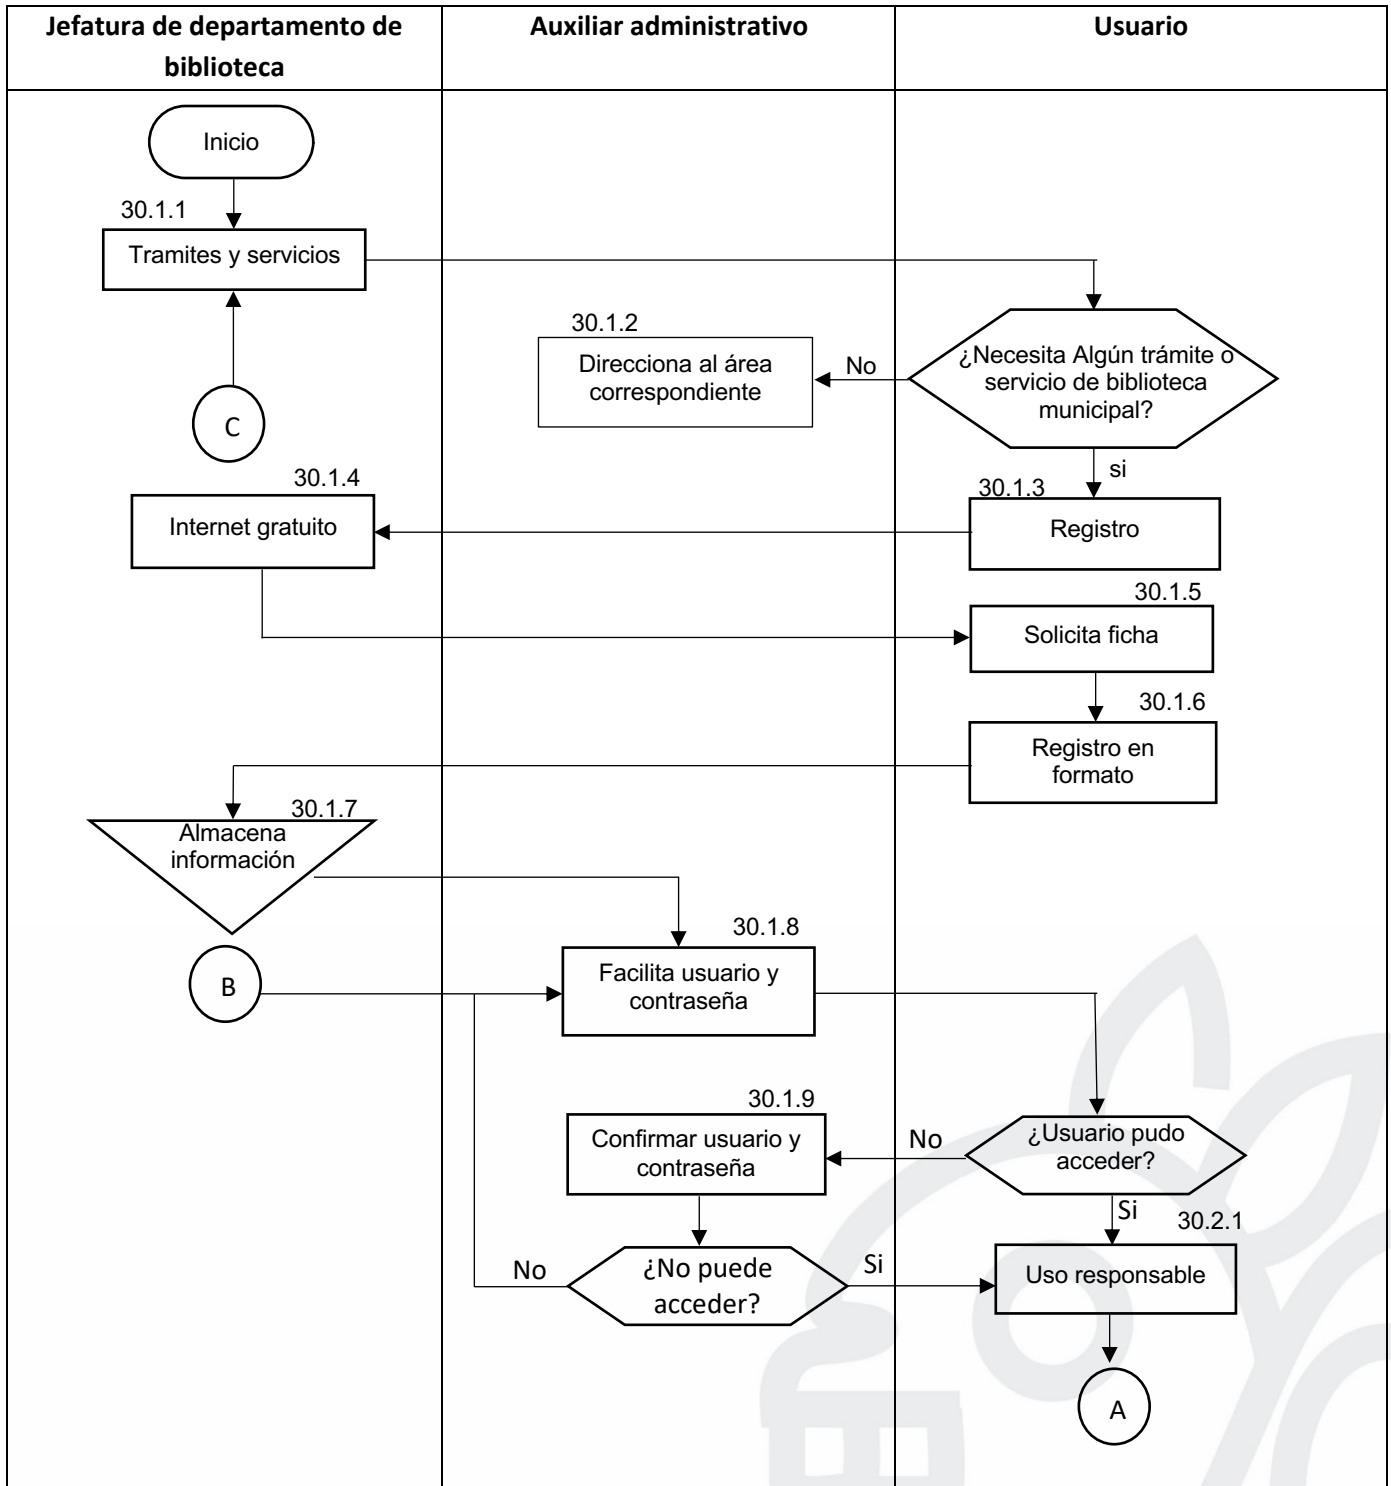 Jefatura de departamento de
biblioteca
Auxiliar administrativo
Usuario
Inicio
30.1.1
Tramites y servicios
30.1.2
Direcciona al área
correspondiente
No
¿Necesita Algún trámite o
servicio de biblioteca
municipal?
C
si
30.1.4
Internet gratuito
30.1.3
Registro
30.1.5
Solicita ficha
30.1.6
Registro en
formato
30.1.7
Almacena
información
30.1.8
Facilita usuario y
contraseña
B
30.1.9
Confirmar usuario y
contraseña
No
¿Usuario pudo
acceder?
Si
30.2.1
No
¿No puede
acceder?
Si
Uso responsable
A